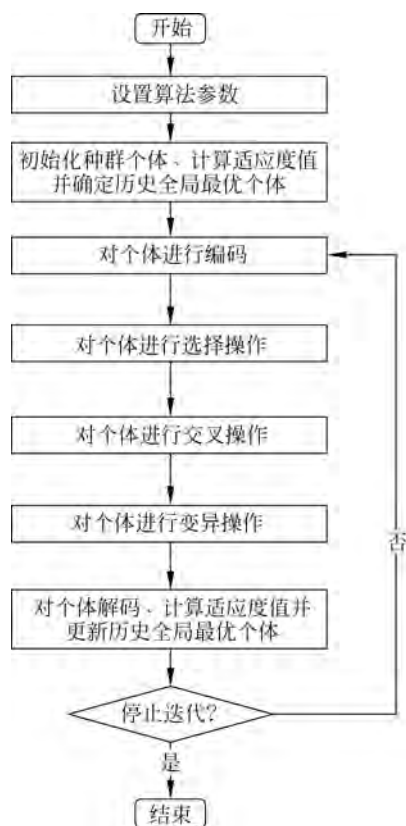 开始
设置算法参数
初始化种群个体、计算适应度值
并确定历史全局最优个体
对个体进行编码
对个体进行选择操作
对个体进行交叉操作
对个体进行变异操作
否
对个体解码、计算适应度值并
更新历史全局最优个体
停止迭代?
是
结束